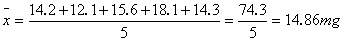 x̄ = (14.2+12.1+15.6+18.1+14.3)/5 = 74.3/5 = 14.86mg